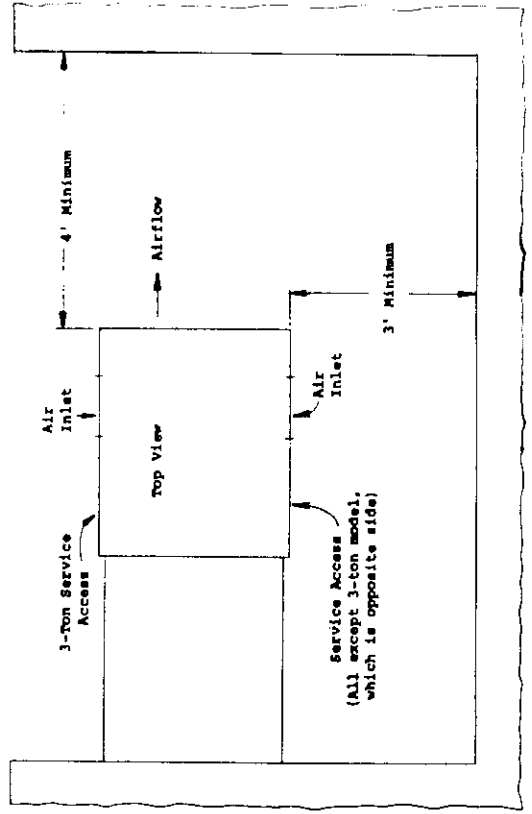 4' Minimum
Airflow
Air
Inlet
3' Minimum
Top View
Air
Inlet
3-Ton Service
Access
Service Access
(All except 3-ton model,
which is opposite side)